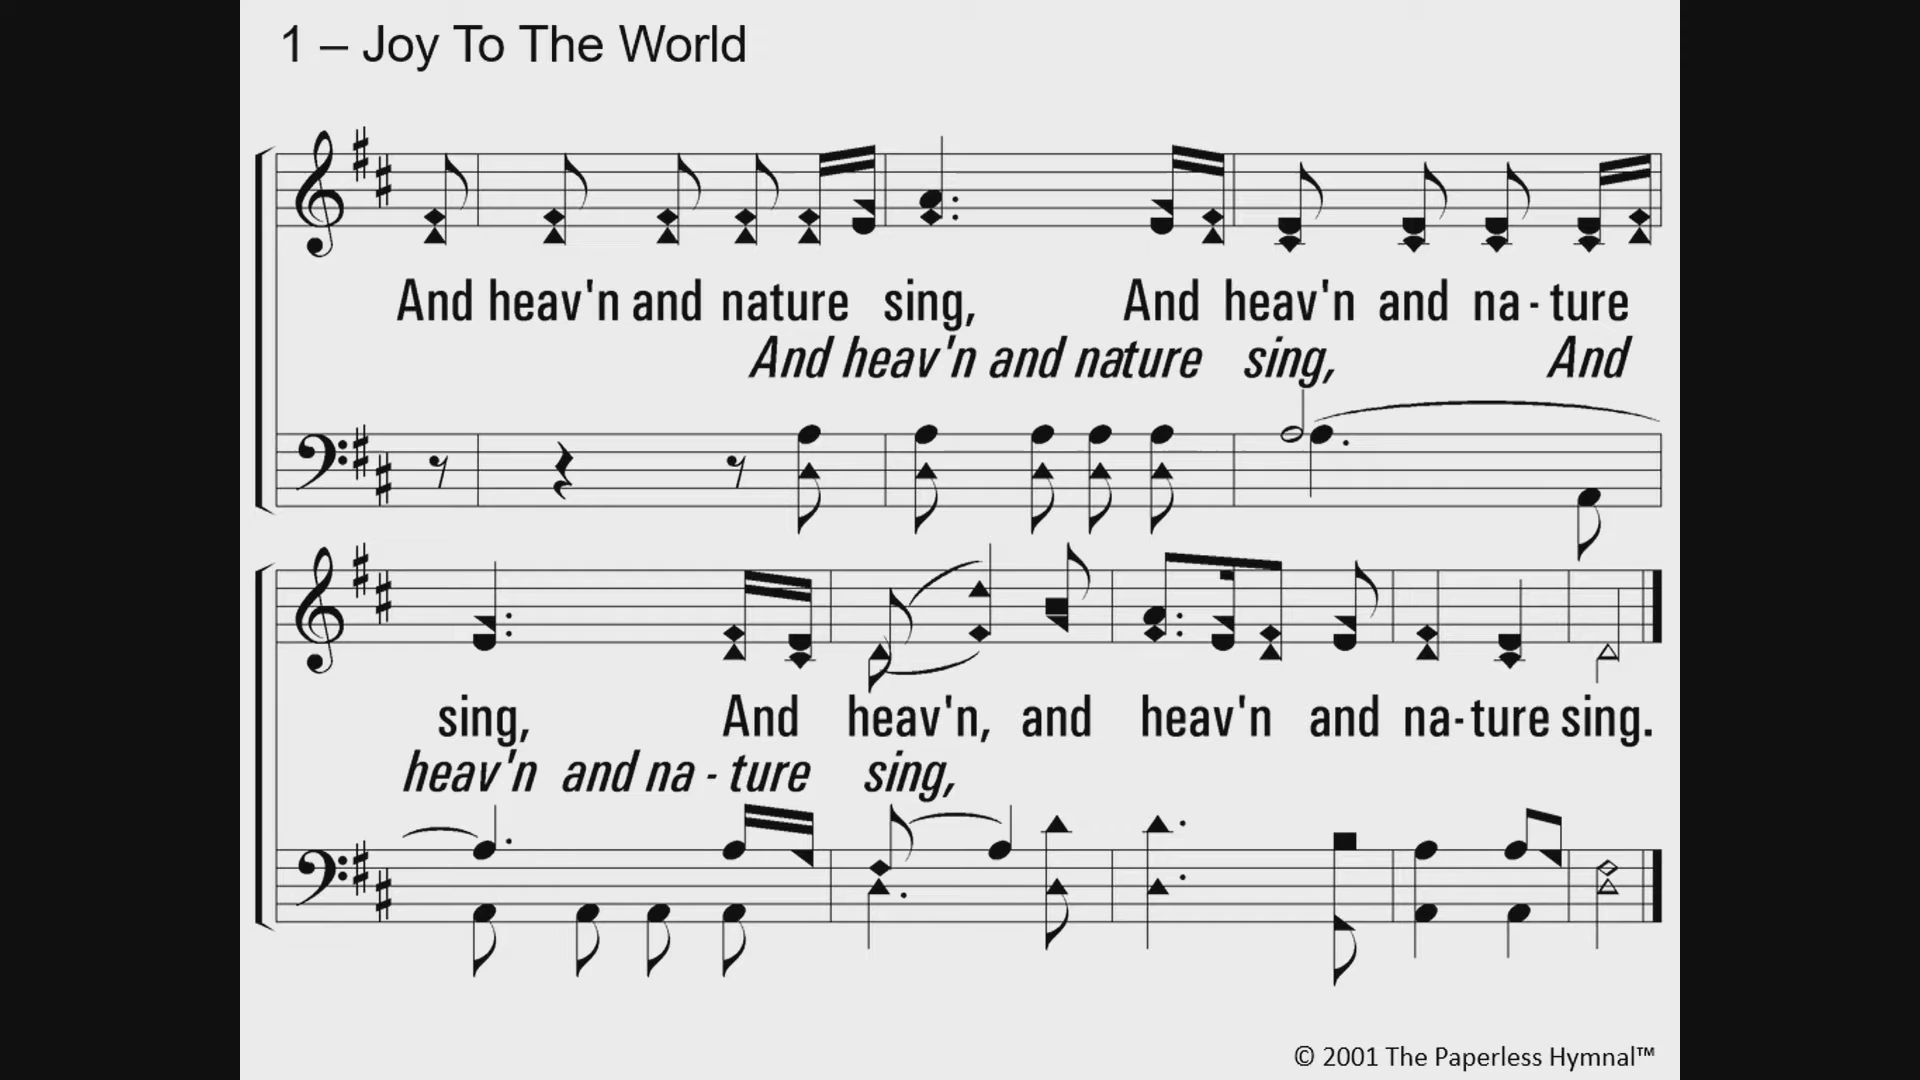 1 – Joy To The World
And heav'n and nature sing, And heav'n and na - ture
And heav'n and nature sing, And
sing, And heav'n, and heav'n and na - ture sing.
heav'n and na - ture sing,
© 2001 The Paperless Hymnal™